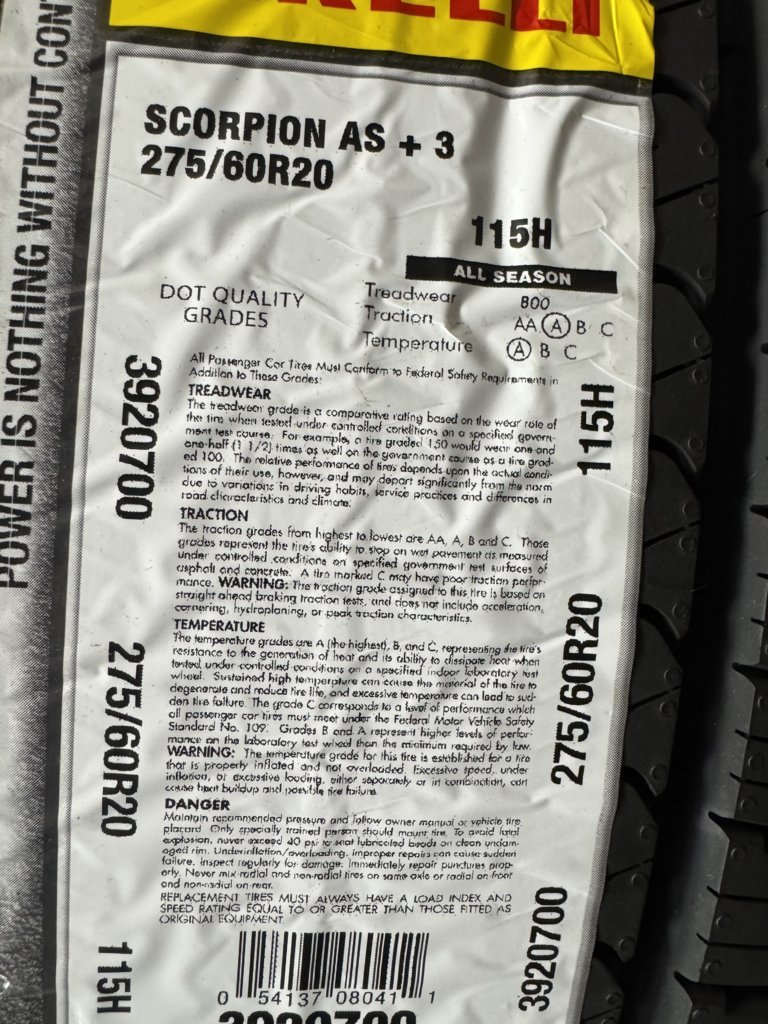 PIRELLI
POWER IS NOTHING WITHOUT CON
SCORPION AS + 3
275/60R20
115H
ALL SEASON
DOT QUALITY
GRADES
Treadwear 800
Traction AA A B C
Temperature A B C
All Passenger Car Tires Must Conform to Federal Safety Requirements in
Addition to These Grades:
TREADWEAR
The treadwear grade is a comparative rating based on the wear rate of
the tire when tested under controlled conditions on a specified govern-
ment test course. For example, a tire graded 150 would wear one and
one-half (1 1/2) times as well on the government course as a tire grad-
ed 100. The relative performance of tires depends upon the actual condi-
tions of their use, however, and may depart significantly from the norm
due to variations in driving habits, service practices and differences in
road characteristics and climate.
TRACTION
The traction grades from highest to lowest are AA, A, B and C. Those
grades represent the tire's ability to stop on wet pavement as measured
under controlled conditions on specified government test surfaces of
asphalt and concrete. A tire marked C may have poor traction perfor-
mance. WARNING: The traction grade assigned to this tire is based on
straight ahead braking traction tests, and does not include acceleration,
cornering, hydroplaning, or peak traction characteristics.
TEMPERATURE
The temperature grades are A (the highest), B, and C, representing the tire's
resistance to the generation of heat and its ability to dissipate heat when
tested under controlled conditions on a specified indoor laboratory test
wheel. Sustained high temperature can cause the material of the tire to
degenerate and reduce tire life, and excessive temperature can lead to sud-
den tire failure. The grade C corresponds to a level of performance which
all passenger car tires must meet under the Federal Motor Vehicle Safety
Standard No. 109. Grades B and A represent higher levels of perfor-
mance on the laboratory test wheel than the minimum required by law.
WARNING: The temperature grade for this tire is established for a tire
that is properly inflated and not overloaded. Excessive speed, under
inflation, or excessive loading, either separately or in combination, can
cause heat buildup and possible tire failure.
DANGER
Maintain recommended pressure and follow owner manual or vehicle tire
placard. Only specially trained person should mount tire. To avoid fatal
explosion, never exceed 40 psi to seat lubricated beads on clean undam-
aged rim. Underinflation/overloading, improper repairs can cause sudden
failure. Inspect regularly for damage. Immediately repair punctures prop-
erly. Never mix radial and non-radial tires on same axle or radial on front
and non-radial on rear.
REPLACEMENT TIRES MUST ALWAYS HAVE A LOAD INDEX AND
SPEED RATING EQUAL TO OR GREATER THAN THOSE FITTED AS
ORIGINAL EQUIPMENT.
3920700
275/60R20
115H
115H
275/60R20
3920700
0 54137 08041 1
3920700